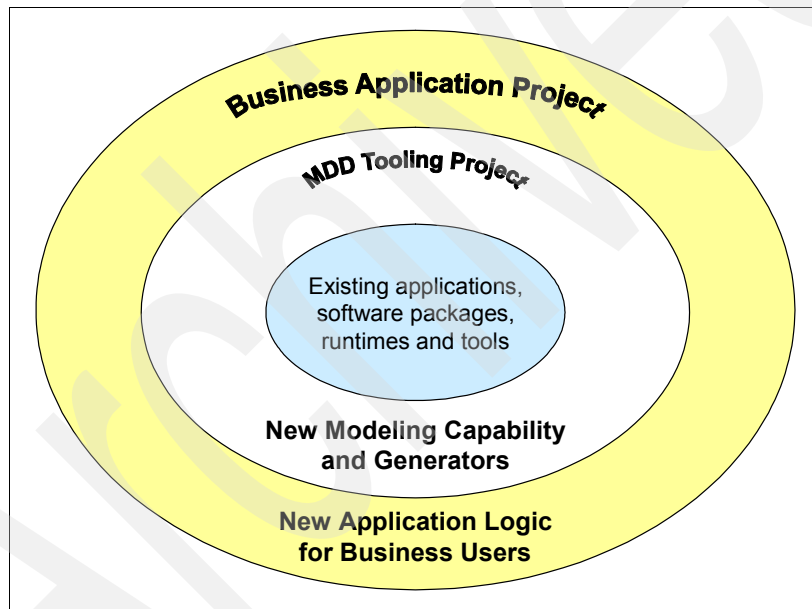 Business Application Project
MDD Tooling Project
Existing applications,
software packages,
runtimes and tools
New Modeling Capability
and Generators
New Application Logic
for Business Users